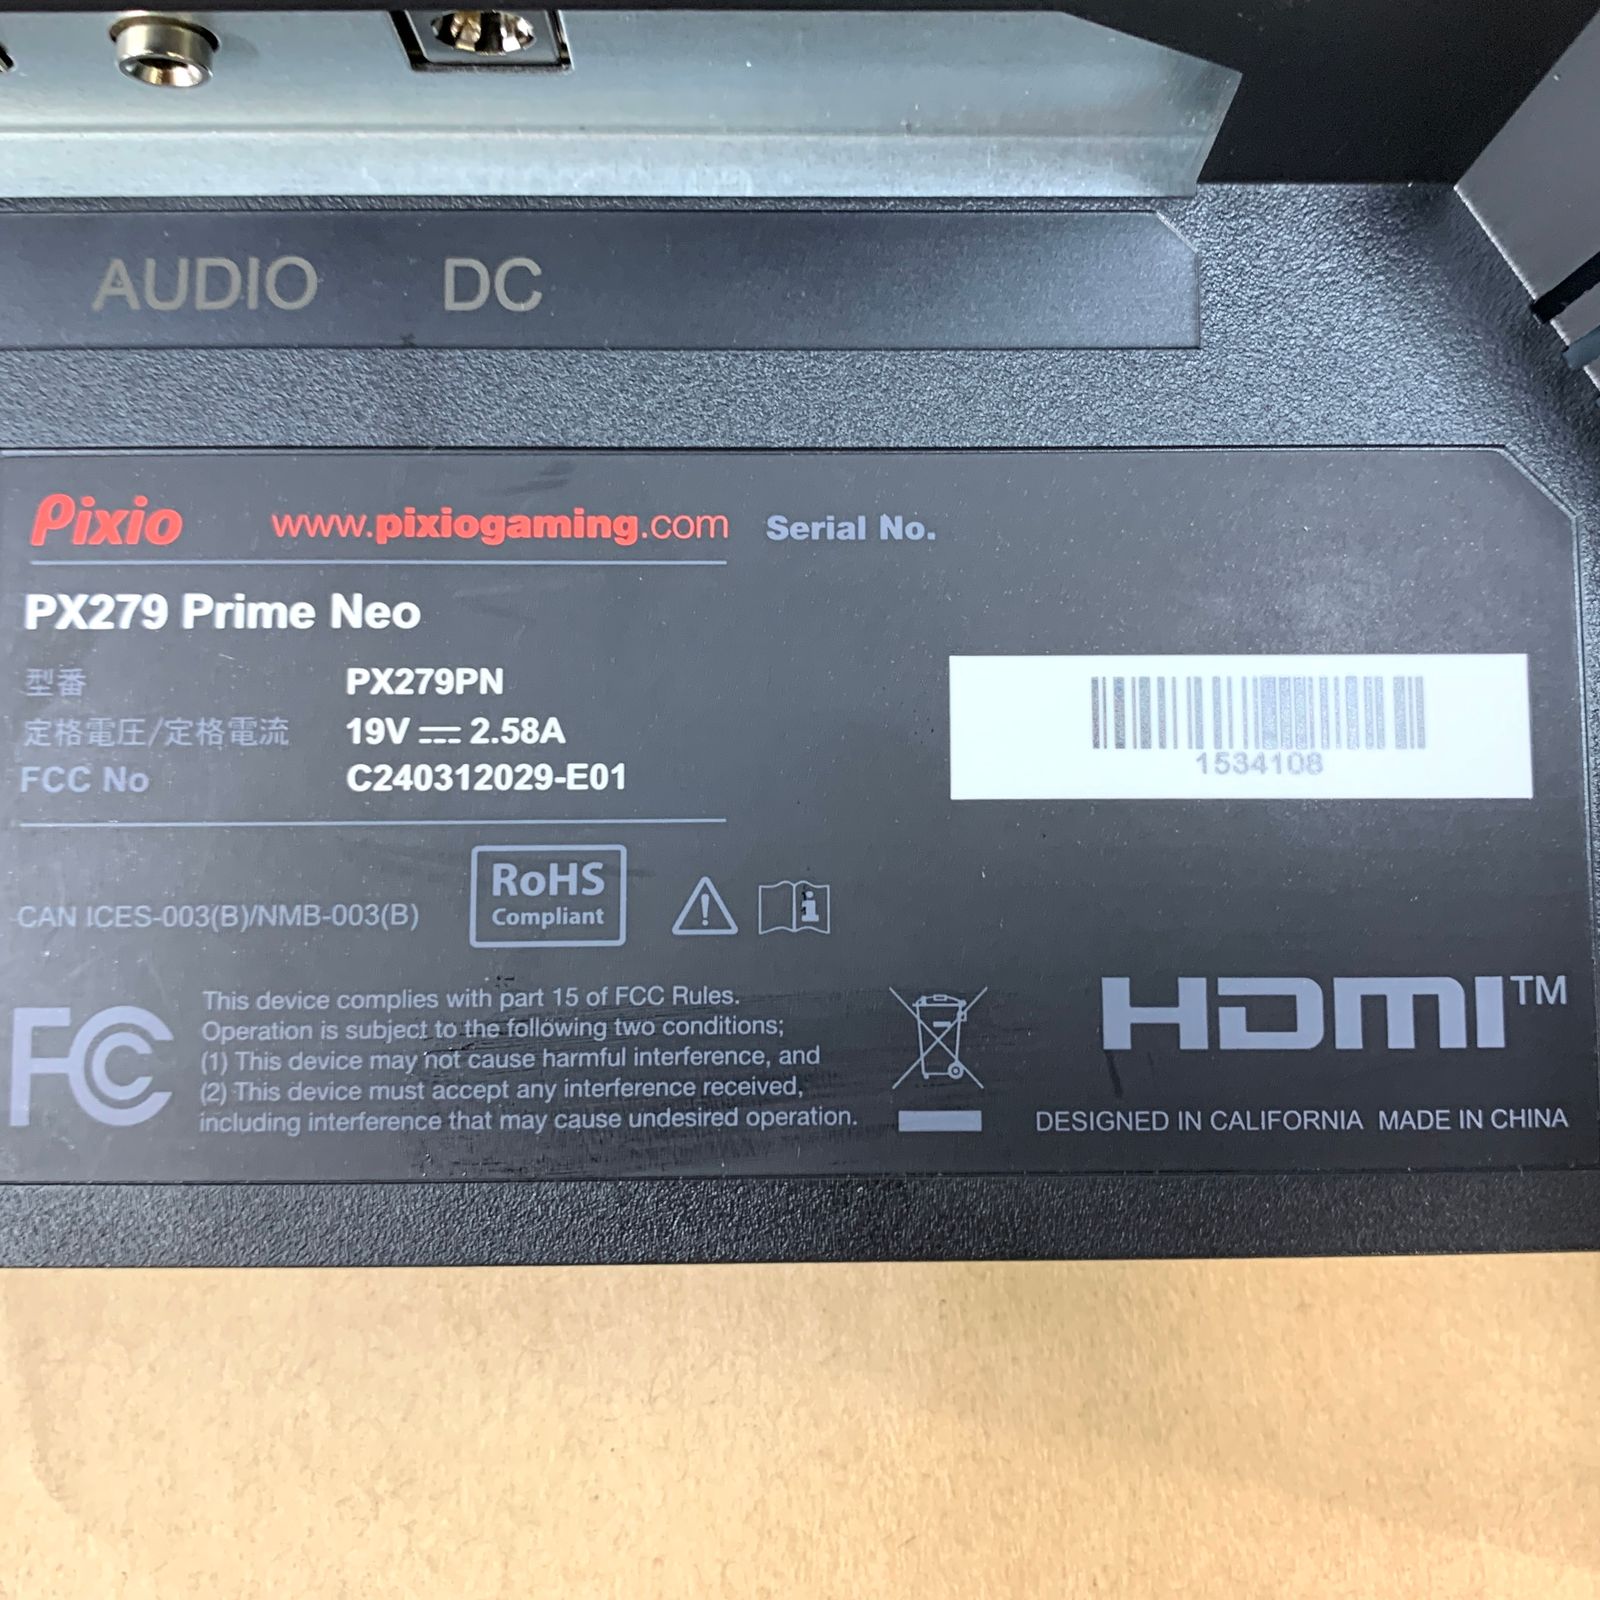 AUDIO DC
Pixio www.pixiogaming.com Serial No.
PX279 Prime Neo
型番 PX279PN
定格電圧/定格電流 19V ⎓ 2.58A
FCC No C240312029-E01
1534108
CAN ICES-003(B)/NMB-003(B)
RoHS
Compliant
FC
This device complies with part 15 of FCC Rules.
Operation is subject to the following two conditions;
(1) This device may not cause harmful interference, and
(2) This device must accept any interference received,
including interference that may cause undesired operation.
HDMI™
DESIGNED IN CALIFORNIA MADE IN CHINA